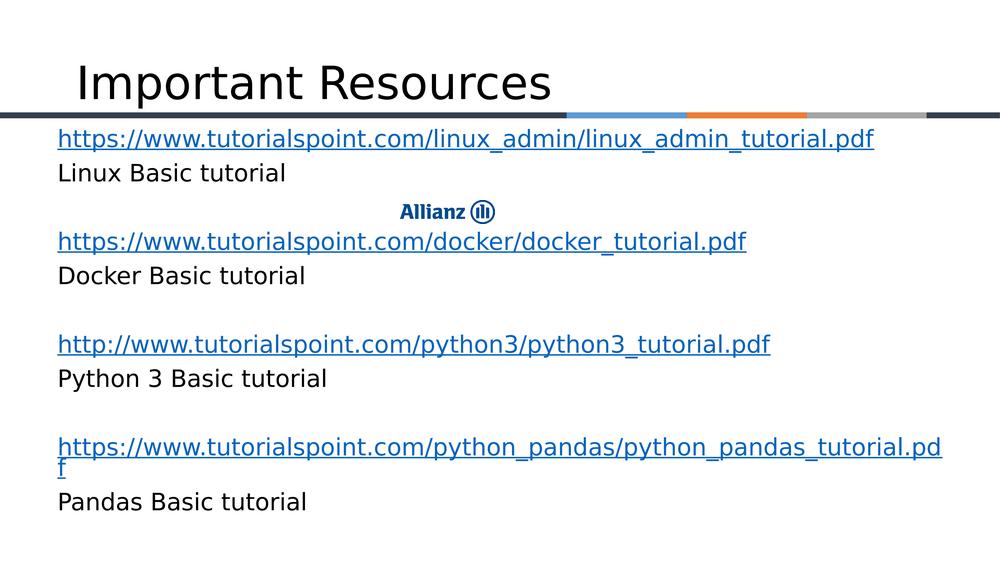 Important Resources
https://www.tutorialspoint.com/linux_admin/linux_admin_tutorial.pdf
Linux Basic tutorial
Allianz
https://www.tutorialspoint.com/docker/docker_tutorial.pdf
Docker Basic tutorial
http://www.tutorialspoint.com/python3/python3_tutorial.pdf
Python 3 Basic tutorial
https://www.tutorialspoint.com/python_pandas/python_pandas_tutorial.pd
f
Pandas Basic tutorial